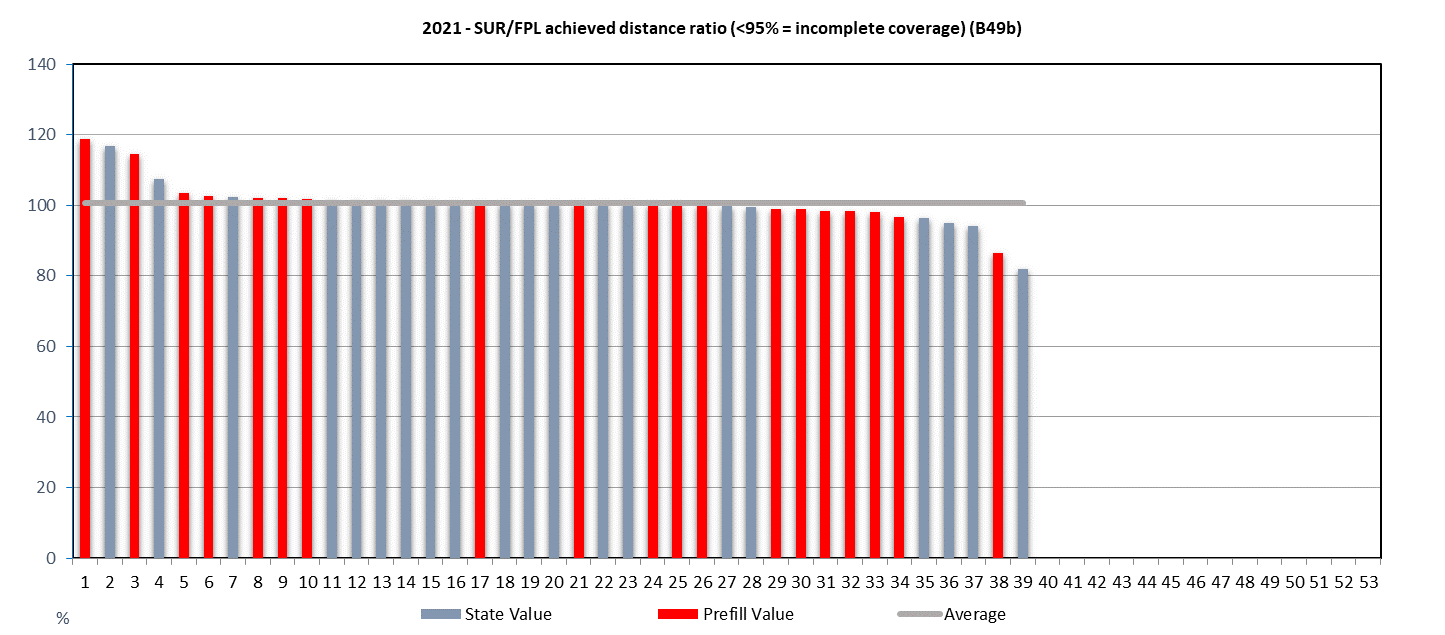 2021 - SUR/FPL achieved distance ratio (<95% = incomplete coverage) (B49b)
140
120
100
80
60
40
20
0
1 2 3 4 5 6 7 8 9 10 11 12 13 14 15 16 17 18 19 20 21 22 23 24 25 26 27 28 29 30 31 32 33 34 35 36 37 38 39 40 41 42 43 44 45 46 47 48 49 50 51 52 53
% State Value Prefill Value Average